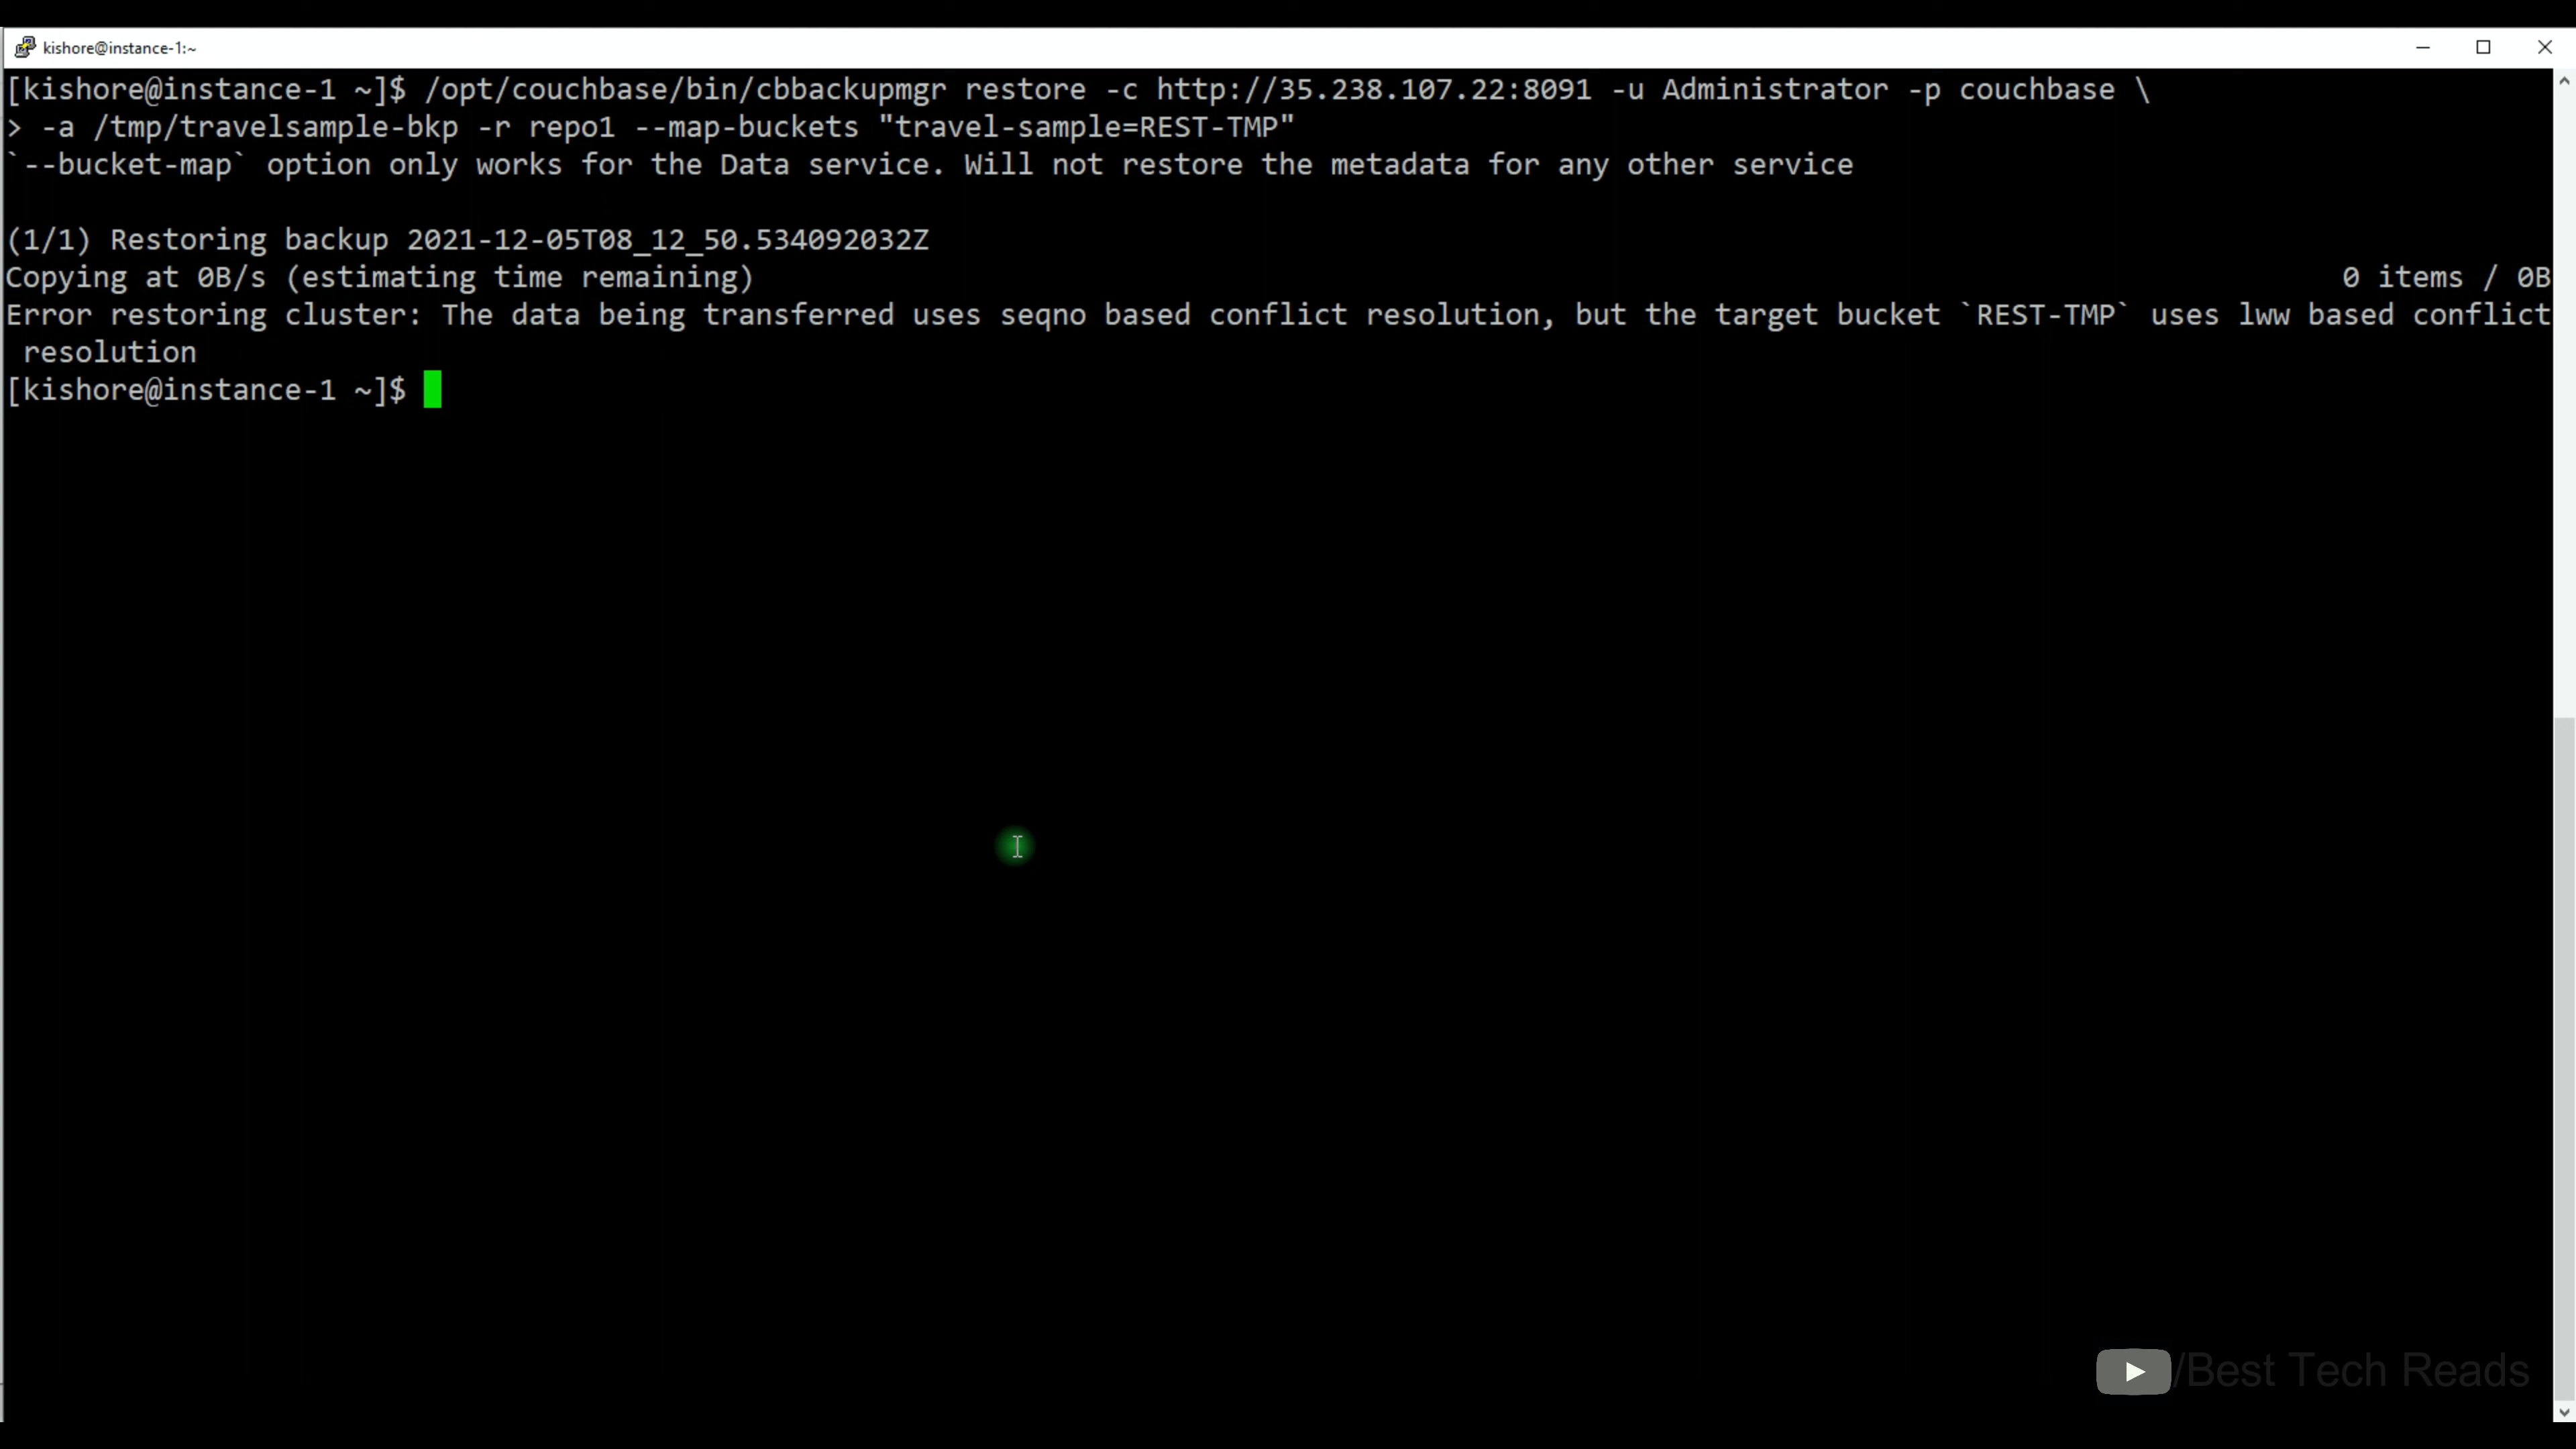 kishore@instance-1:~
[kishore@instance-1 ~]$ /opt/couchbase/bin/cbbackupmgr restore -c http://35.238.107.22:8091 -u Administrator -p couchbase \
> -a /tmp/travelsample-bkp -r repo1 --map-buckets "travel-sample=REST-TMP"
`--bucket-map` option only works for the Data service. Will not restore the metadata for any other service
(1/1) Restoring backup 2021-12-05T08_12_50.534092032Z
Copying at 0B/s (estimating time remaining) 0 items / 0B
Error restoring cluster: The data being transferred uses seqno based conflict resolution, but the target bucket `REST-TMP` uses lww based conflict
resolution
[kishore@instance-1 ~]$
/Best Tech Reads